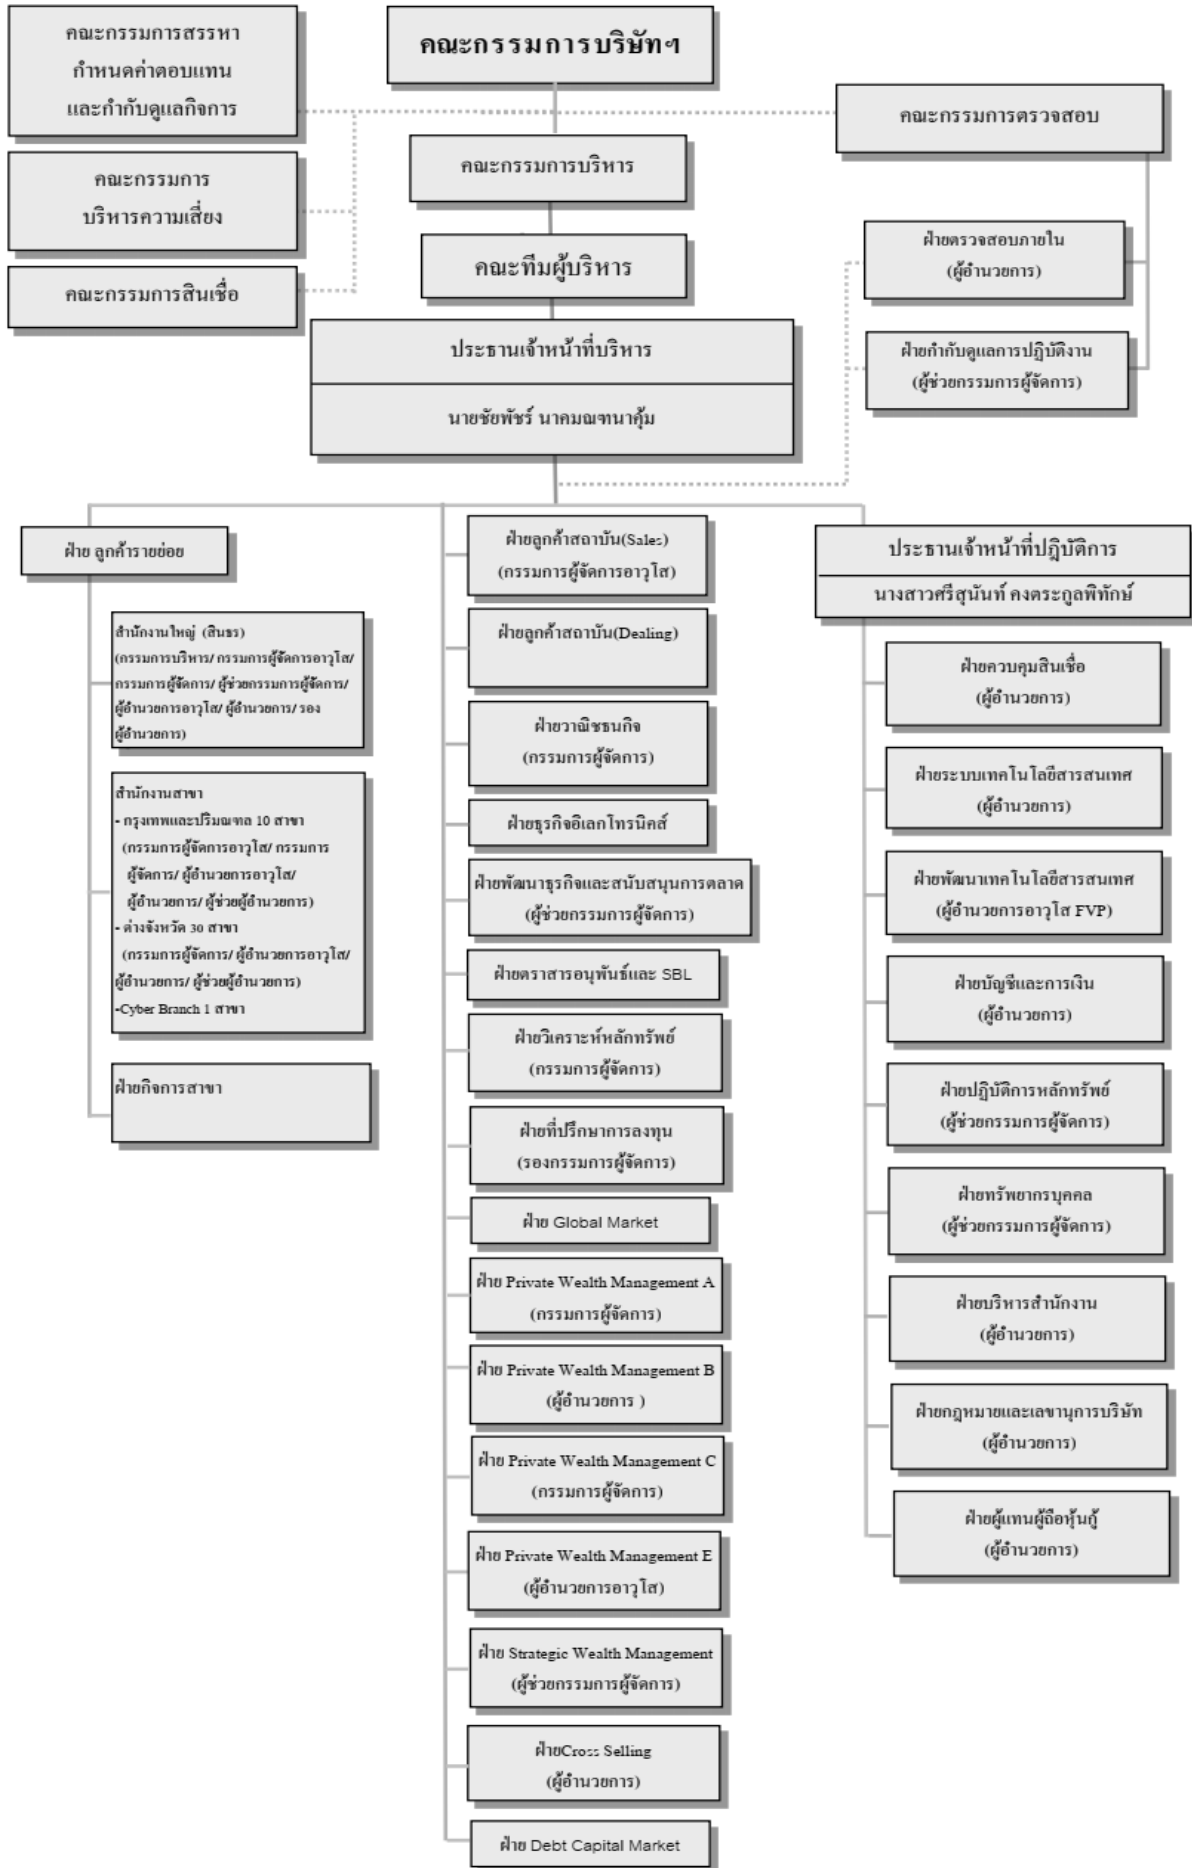 คณะกรรมการสรรหา
กำหนดค่าตอบแทน
และกำกับดูแลกิจการ
คณะกรรมการบริษัทฯ
คณะกรรมการตรวจสอบ
คณะกรรมการบริหาร
คณะกรรมการ
บริหารความเสี่ยง
คณะทีมผู้บริหาร
ฝ่ายตรวจสอบภายใน
(ผู้อำนวยการ)
คณะกรรมการสินเชื่อ
ประธานเจ้าหน้าที่บริหาร
นายชัยพัชร์ นาคมณฑนาคุ้ม
ฝ่ายกำกับดูแลการปฏิบัติงาน
(ผู้ช่วยกรรมการผู้จัดการ)
ฝ่าย ลูกค้ารายย่อย
สำนักงานใหญ่ (สินธร)
(กรรมการบริหาร/ กรรมการผู้จัดการอาวุโส/
กรรมการผู้จัดการ/ ผู้ช่วยกรรมการผู้จัดการ/
ผู้อำนวยการอาวุโส/ ผู้อำนวยการ/ รอง
ผู้อำนวยการ)
สำนักงานสาขา
- กรุงเทพและปริมณฑล 10 สาขา
(กรรมการผู้จัดการอาวุโส/ กรรมการ
ผู้จัดการ/ ผู้อำนวยการอาวุโส/
ผู้อำนวยการ/ ผู้ช่วยผู้อำนวยการ)
- ต่างจังหวัด 30 สาขา
(กรรมการผู้จัดการ/ ผู้อำนวยการอาวุโส/
ผู้อำนวยการ/ ผู้ช่วยผู้อำนวยการ)
-Cyber Branch 1 สาขา
ฝ่ายกิจการสาขา
ฝ่ายลูกค้าสถาบัน(Sales)
(กรรมการผู้จัดการอาวุโส)
ฝ่ายลูกค้าสถาบัน(Dealing)
ฝ่ายวาณิชธนกิจ
(กรรมการผู้จัดการ)
ฝ่ายธุรกิจอิเลกโทรนิคส์
ฝ่ายพัฒนาธุรกิจและสนับสนุนการตลาด
(ผู้ช่วยกรรมการผู้จัดการ)
ฝ่ายตราสารอนุพันธ์และ SBL
ฝ่ายวิเคราะห์หลักทรัพย์
(กรรมการผู้จัดการ)
ฝ่ายที่ปรึกษาการลงทุน
(รองกรรมการผู้จัดการ)
ฝ่าย Global Market
ฝ่าย Private Wealth Management A
(กรรมการผู้จัดการ)
ฝ่าย Private Wealth Management B
(ผู้อำนวยการ )
ฝ่าย Private Wealth Management C
(กรรมการผู้จัดการ)
ฝ่าย Private Wealth Management E
(ผู้อำนวยการอาวุโส)
ฝ่าย Strategic Wealth Management
(ผู้ช่วยกรรมการผู้จัดการ)
ฝ่ายCross Selling
(ผู้อำนวยการ)
ฝ่าย Debt Capital Market
ประธานเจ้าหน้าที่ปฏิบัติการ
นางสาวศรีสุนันท์ คงตระกูลพิทักษ์
ฝ่ายควบคุมสินเชื่อ
(ผู้อำนวยการ)
ฝ่ายระบบเทคโนโลยีสารสนเทศ
(ผู้อำนวยการ)
ฝ่ายพัฒนาเทคโนโลยีสารสนเทศ
(ผู้อำนวยการอาวุโส FVP)
ฝ่ายบัญชีและการเงิน
(ผู้อำนวยการ)
ฝ่ายปฏิบัติการหลักทรัพย์
(ผู้ช่วยกรรมการผู้จัดการ)
ฝ่ายทรัพยากรบุคคล
(ผู้ช่วยกรรมการผู้จัดการ)
ฝ่ายบริหารสำนักงาน
(ผู้อำนวยการ)
ฝ่ายกฎหมายและเลขานุการบริษัท
(ผู้อำนวยการ)
ฝ่ายผู้แทนผู้ถือหุ้นกู้
(ผู้อำนวยการ)